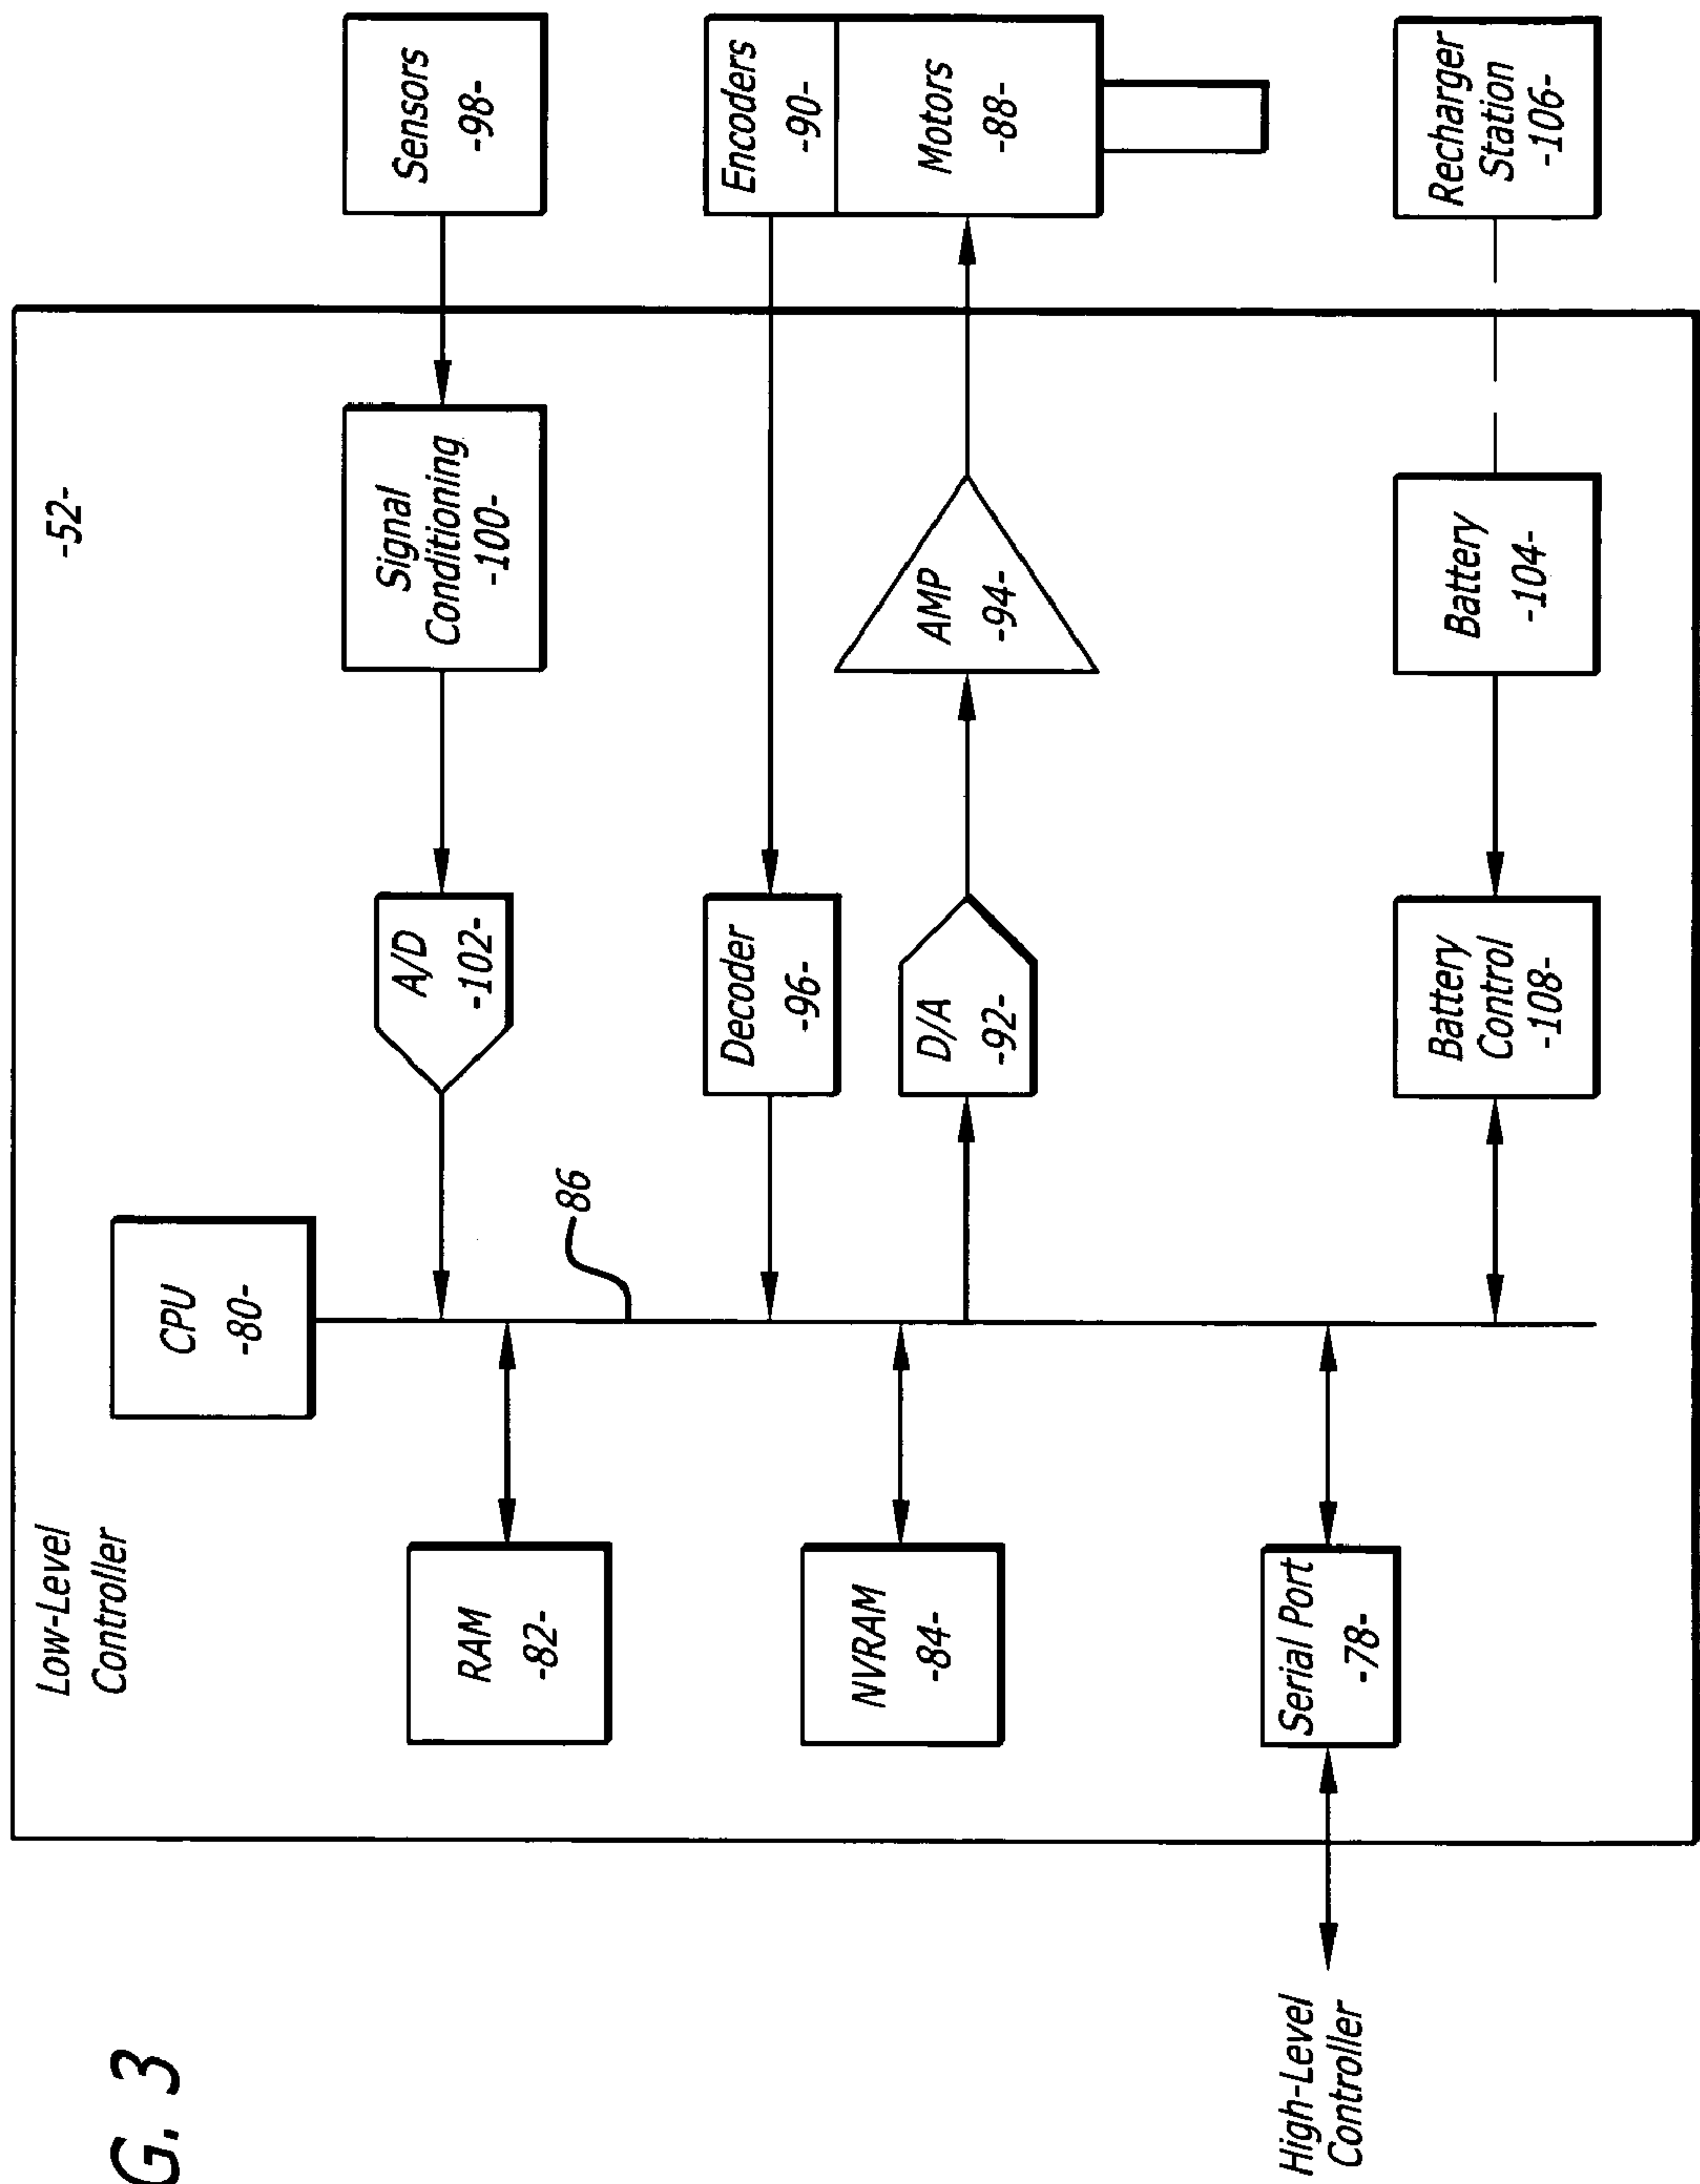 G. 3
Low-Level
Controller
-52-
CPU
-80-
RAM
-82-
A/D
-102-
Signal
Conditioning
-100-
Sensors
-98-
86
Decoder
-96-
Encoders
-90-
NVRAM
-84-
D/A
-92-
AMP
-94-
Motors
-88-
High-Level
Controller
Serial Port
-78-
Battery
Control
-108-
Battery
-104-
Recharger
Station
-106-